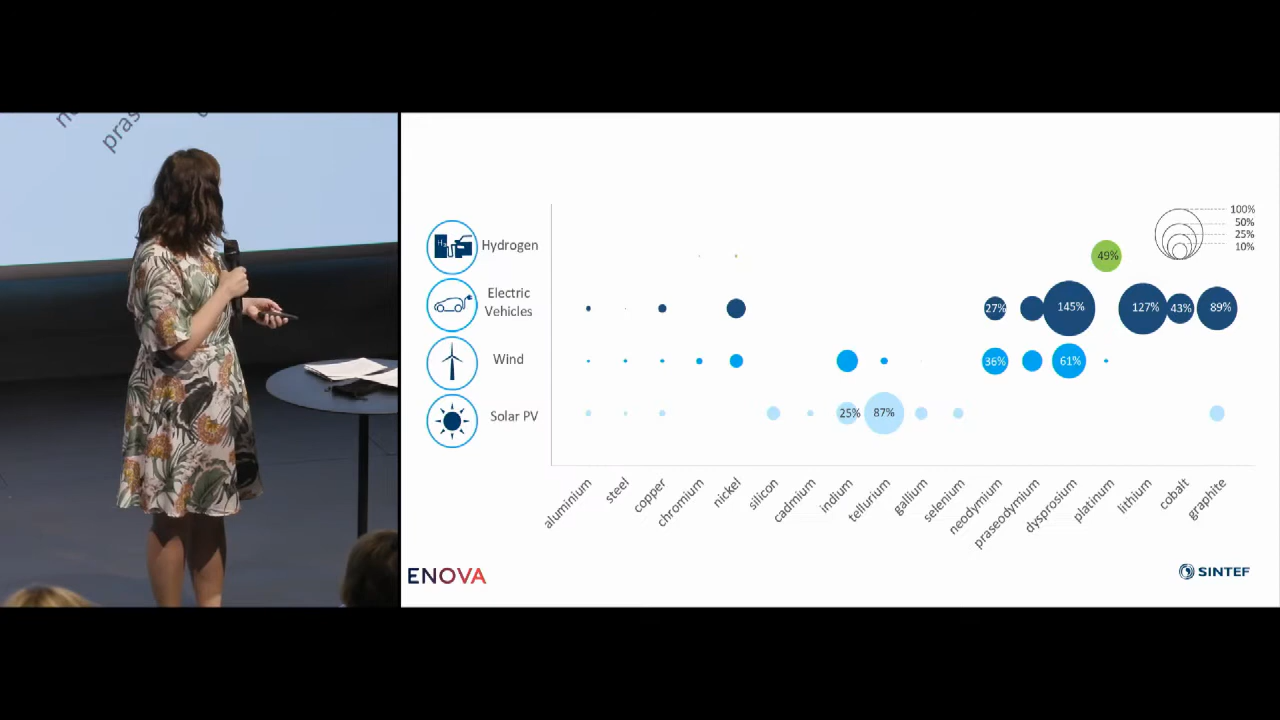 pras
100%
50%
25%
10%
H₂
Hydrogen
49%
Electric
Vehicles
27%
145%
127%
43%
89%
Wind
36%
61%
Solar PV
25%
87%
aluminium
steel
copper
chromium
nickel
silicon
cadmium
indium
tellurium
gallium
selenium
neodymium
praseodymium
dysprosium
platinum
lithium
cobalt
graphite
ENOVA
SINTEF